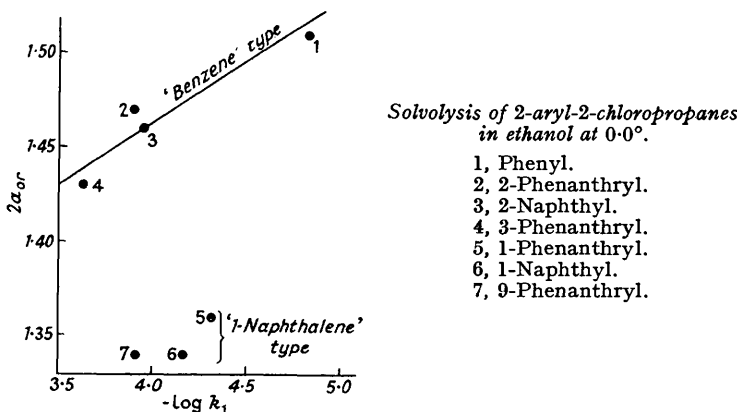 1·50
1·45
1·40
1·35
2α_or
3·5 4·0 4·5 5·0
-log k₁
'Benzene' type
1
2
3
4
5
6
7
'1-Naphthalene'
type
Solvolysis of 2-aryl-2-chloropropanes
in ethanol at 0·0°.
1, Phenyl.
2, 2-Phenanthryl.
3, 2-Naphthyl.
4, 3-Phenanthryl.
5, 1-Phenanthryl.
6, 1-Naphthyl.
7, 9-Phenanthryl.